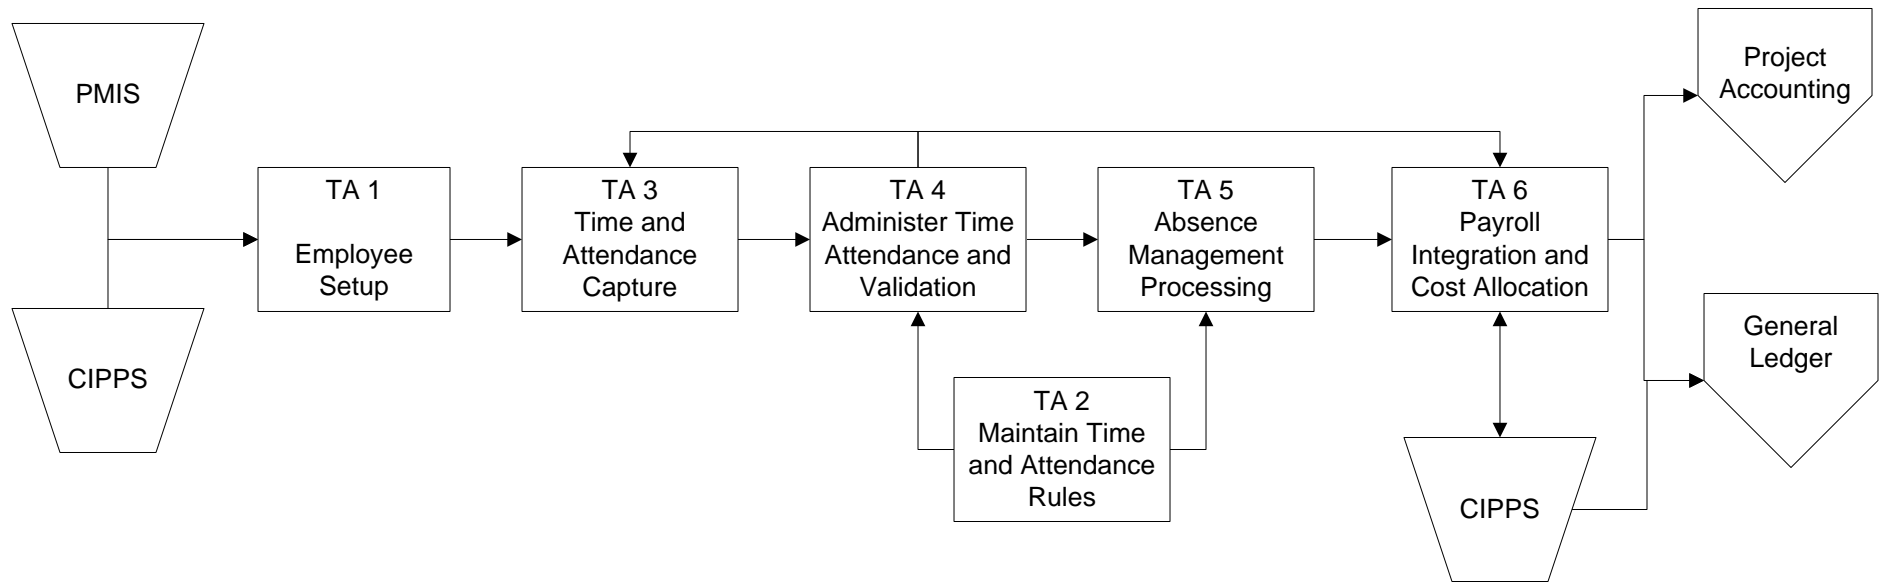 PMIS
CIPPS
TA 1
Employee
Setup
TA 3
Time and
Attendance
Capture
TA 4
Administer Time
Attendance and
Validation
TA 5
Absence
Management
Processing
TA 6
Payroll
Integration and
Cost Allocation
TA 2
Maintain Time
and Attendance
Rules
CIPPS
Project
Accounting
General
Ledger